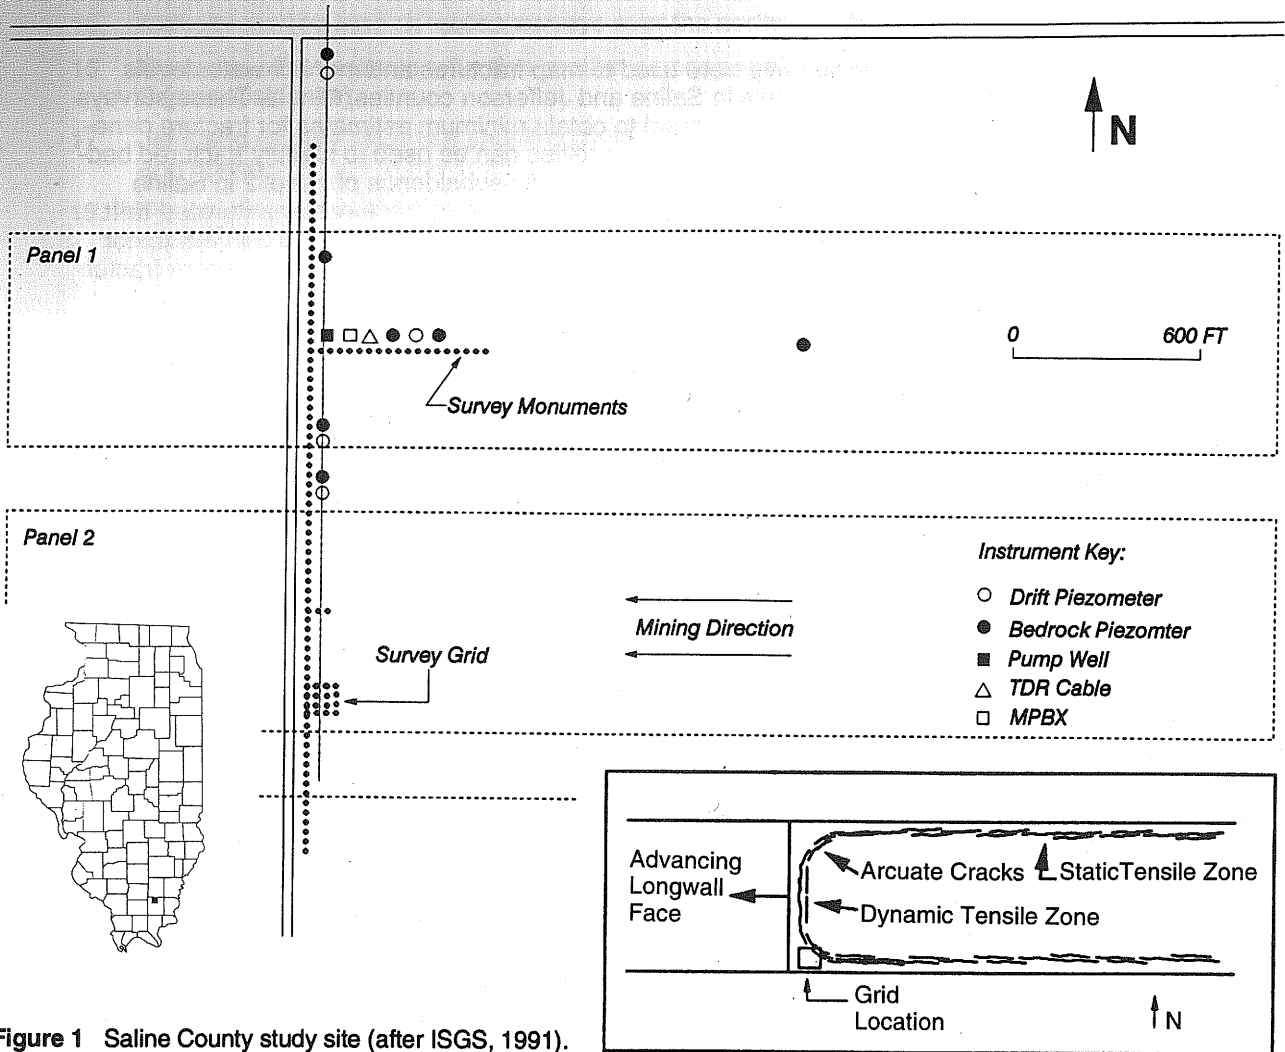 N
Panel 1
0 600 FT
Survey Monuments
Panel 2
Instrument Key:
Drift Piezometer
Bedrock Piezomter
Pump Well
TDR Cable
MPBX
Mining Direction
Survey Grid
Advancing
Longwall
Face
Arcuate Cracks
StaticTensile Zone
Dynamic Tensile Zone
Grid
Location
N
Figure 1 Saline County study site (after ISGS, 1991).